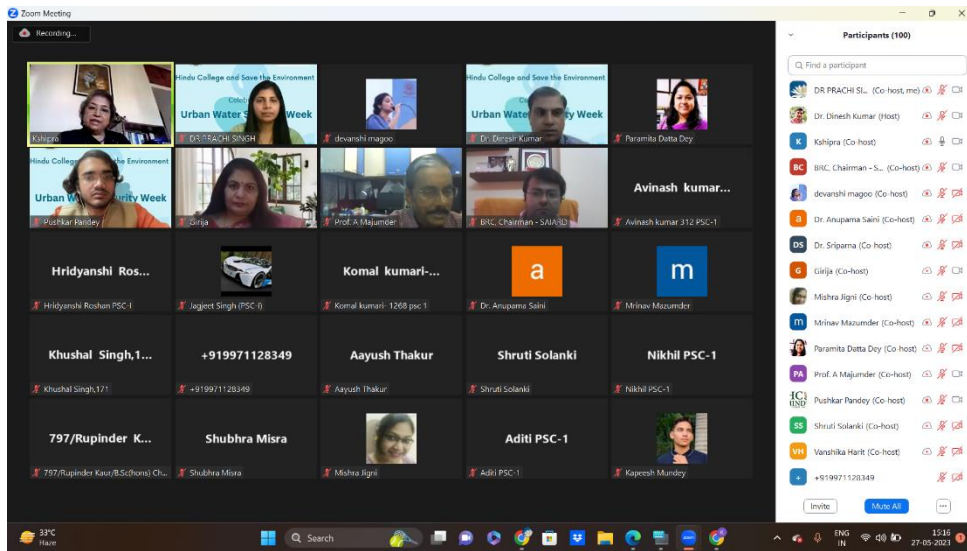 Zoom Meeting
Recording...
Participants (100)
Find a participant
Hindu College and Save the Environment
Urban Water S
Week
Kshipra
DR PRACHI SINGH
devanshi magoo
Hindu College and Save the Environment
Urban Water
ty Week
Dr. Dinesh Kumar
Paramita Datta Dey
Hindu College
the Environment
Urban W
urity Week
Pushkar Pandey
Girija
Prof. A Majumder
BRC, Chairman - SAIARD
Avinash kumar...
Avinash kumar 312 PSC-1
Hridyanshi Ros...
Hridyanshi Roshan PSC-I
Jagjeet Singh (PSC-I)
Komal kumari-...
Komal kumari- 1268 psc 1
a
Dr. Anupama Saini
m
Mrinav Mazumder
Khushal Singh,1...
Khushal Singh,171
+919971128349
+919971128349
Aayush Thakur
Aayush Thakur
Shruti Solanki
Shruti Solanki
Nikhil PSC-1
Nikhil PSC-1
797/Rupinder K...
797/Rupinder Kaur/B.Sc(hons) Ch...
Shubhra Misra
Shubhra Misra
Mishra Jigni
Aditi PSC-1
Aditi PSC-1
Kapeesh Mundey
DR PRACHI SI... (Co-host, me)
Dr. Dinesh Kumar (Host)
K
Kshipra (Co-host)
BC
BRC, Chairman - S... (Co-host)
devanshi magoo (Co-host)
a
Dr. Anupama Saini (Co-host)
DS
Dr. Sriparna (Co-host)
G
Girija (Co-host)
Mishra Jigni (Co-host)
m
Mrinav Mazumder (Co-host)
Paramita Datta Dey (Co-host)
PA
Prof. A Majumder (Co-host)
Pushkar Pandey (Co-host)
SS
Shruti Solanki (Co-host)
VH
Vanshika Harit (Co-host)
+
+919971128349
Invite
Mute All
33°C
Haze
Search
ENG
IN
15:16
27-05-2023